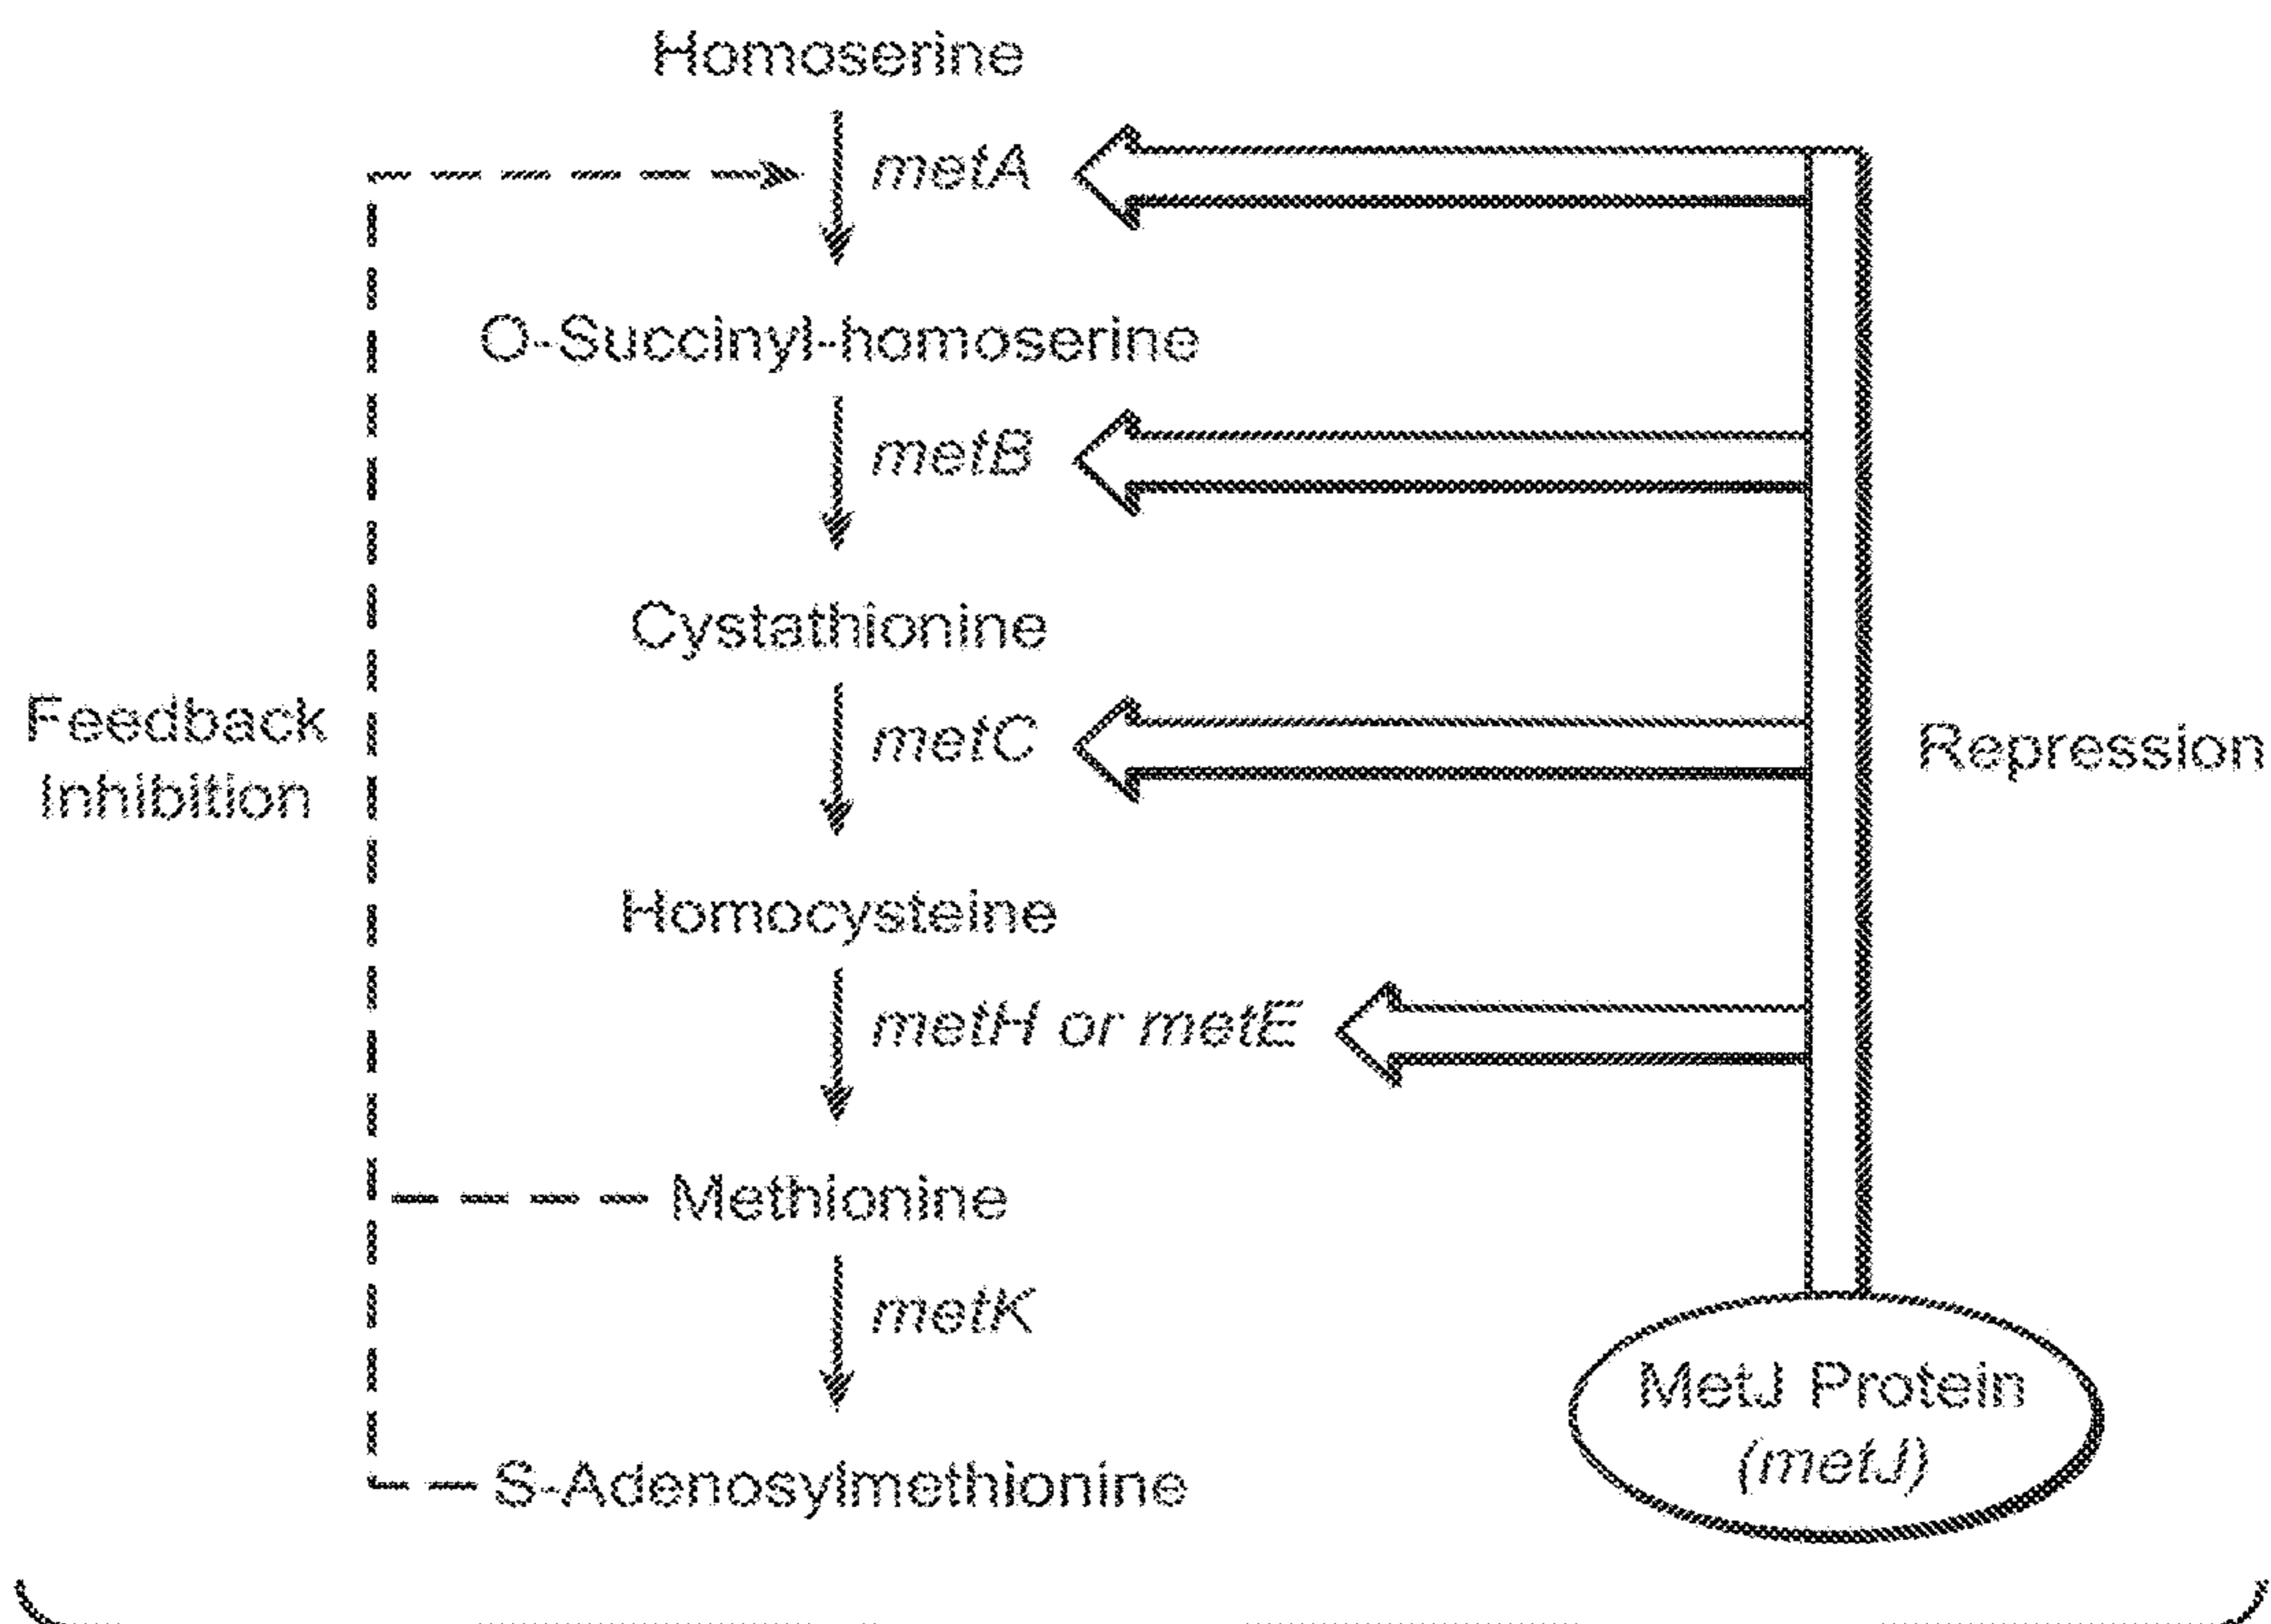 Homoserine
metA
O-Succinyl-homoserine
metB
Cystathionine
Feedback
Inhibition
metC
Repression
Homocysteine
metH or metE
Methionine
metK
MetJ Protein
(metJ)
S-Adenosylmethionine